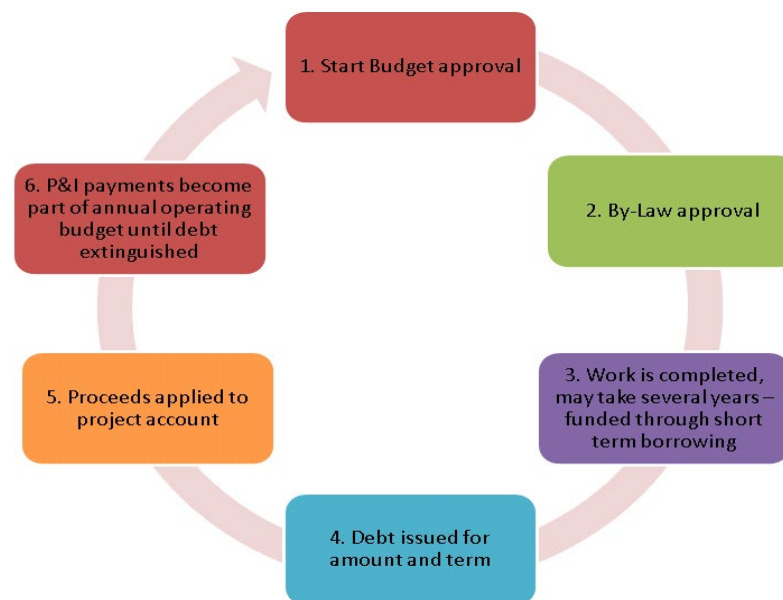 1. Start Budget approval
2. By-Law approval
3. Work is completed,
may take several years –
funded through short
term borrowing
4. Debt issued for
amount and term
5. Proceeds applied to
project account
6. P&I payments become
part of annual operating
budget until debt
extinguished